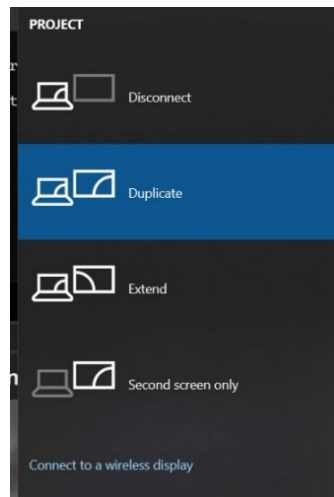 PROJECT
Disconnect
Duplicate
Extend
Second screen only
Connect to a wireless display